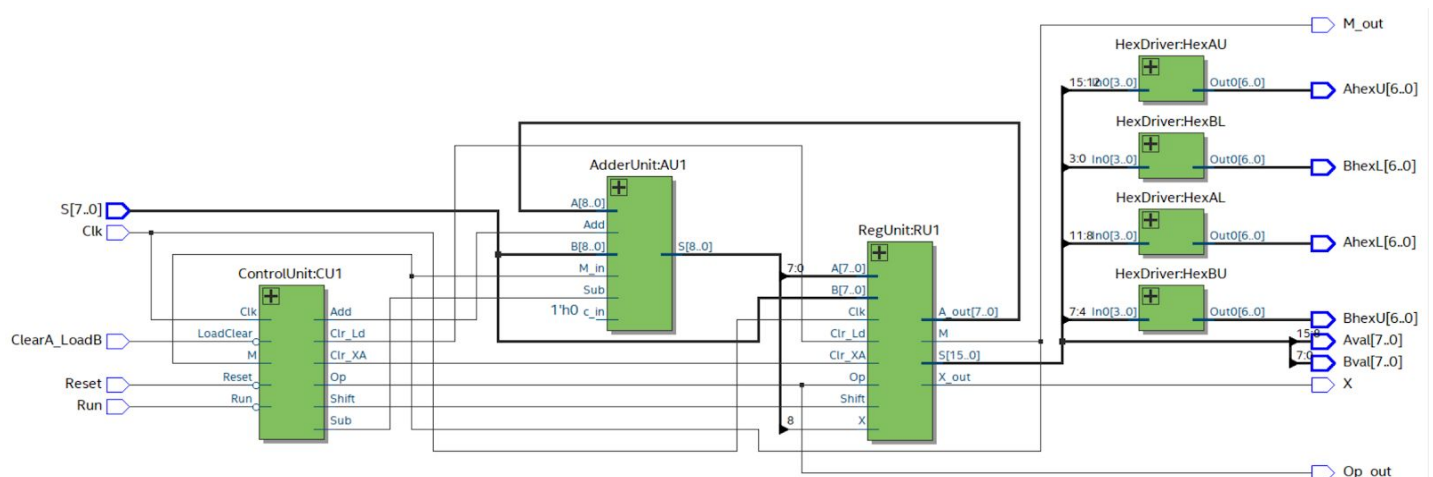 M_out
HexDriver:HexAU
15:12
In0[3..0]
Out0[6..0]
AhexU[6..0]
HexDriver:HexBL
3:0
In0[3..0]
Out0[6..0]
BhexL[6..0]
HexDriver:HexAL
11:8
In0[3..0]
Out0[6..0]
AhexL[6..0]
HexDriver:HexBU
7:4
In0[3..0]
Out0[6..0]
BhexU[6..0]
15:8
Aval[7..0]
7:0
Bval[7..0]
X
Op_out
AdderUnit:AU1
A[8..0]
Add
B[8..0]
M_in
Sub
1'h0 c_in
S[8..0]
RegUnit:RU1
7:0
A[7..0]
B[7..0]
Clk
Clr_Ld
Clr_XA
Op
Shift
8
X
A_out[7..0]
M
S[15..0]
X_out
S[7..0]
Clk
ClearA_LoadB
Reset
Run
ControlUnit:CU1
Clk
LoadClear
M
Reset
Run
Add
Clr_Ld
Clr_XA
Op
Shift
Sub